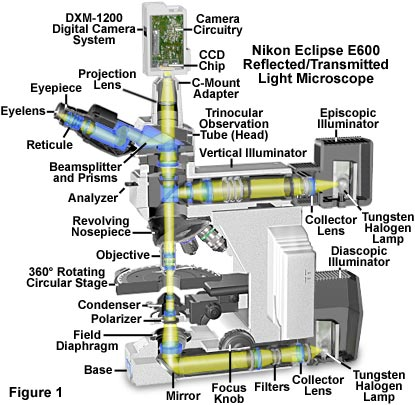 DXM-1200
Digital Camera
System
Camera
Circuitry
CCD
Chip
Nikon Eclipse E600
Reflected/Transmitted
Light Microscope
Projection
Lens
C-Mount
Adapter
Eyepiece
Eyelens
Reticule
Trinocular
Observation
Tube (Head)
Episcopic
Illuminator
Beamsplitter
and Prisms
Vertical Illuminator
Analyzer
Collector
Lens
Tungsten
Halogen
Lamp
Revolving
Nosepiece
Objective
Diascopic
Illuminator
360° Rotating
Circular Stage
Condenser
Polarizer
Field
Diaphragm
Base
Mirror
Focus
Knob
Filters
Collector
Lens
Tungsten
Halogen
Lamp
Figure 1